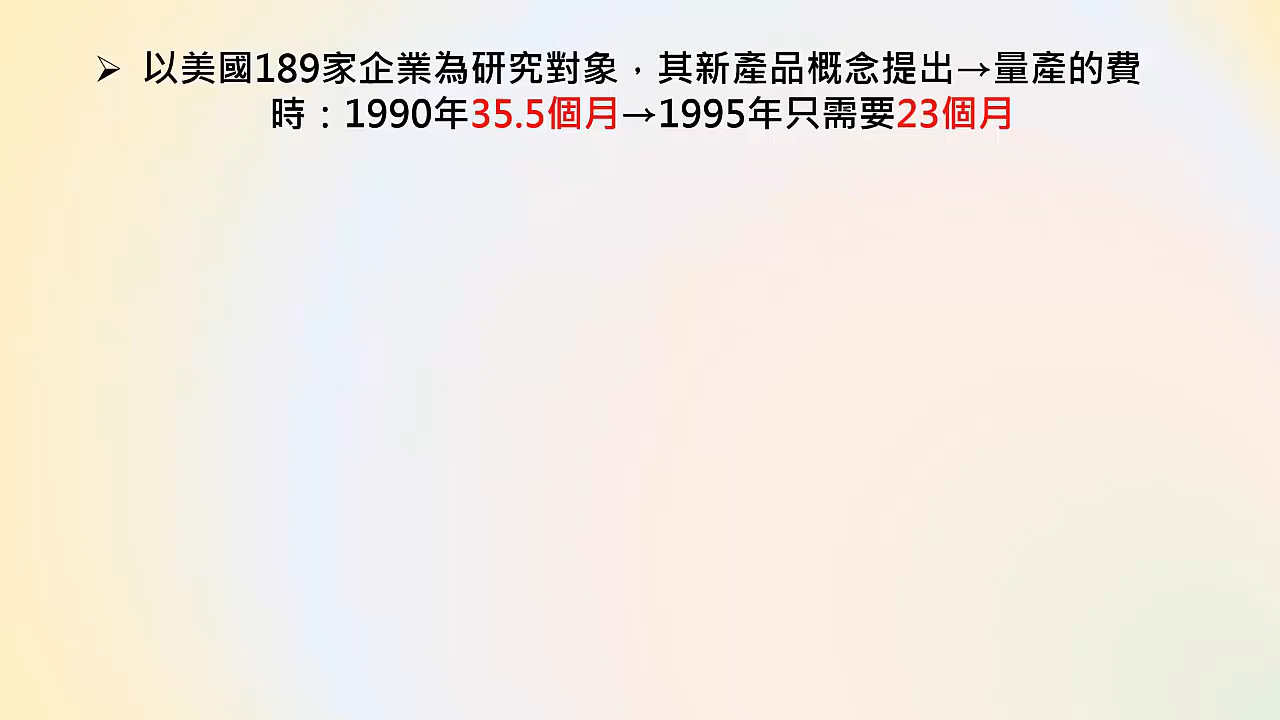 ➢ 以美國189家企業為研究對象，其新產品概念提出→量產的費
時：1990年35.5個月→1995年只需要23個月